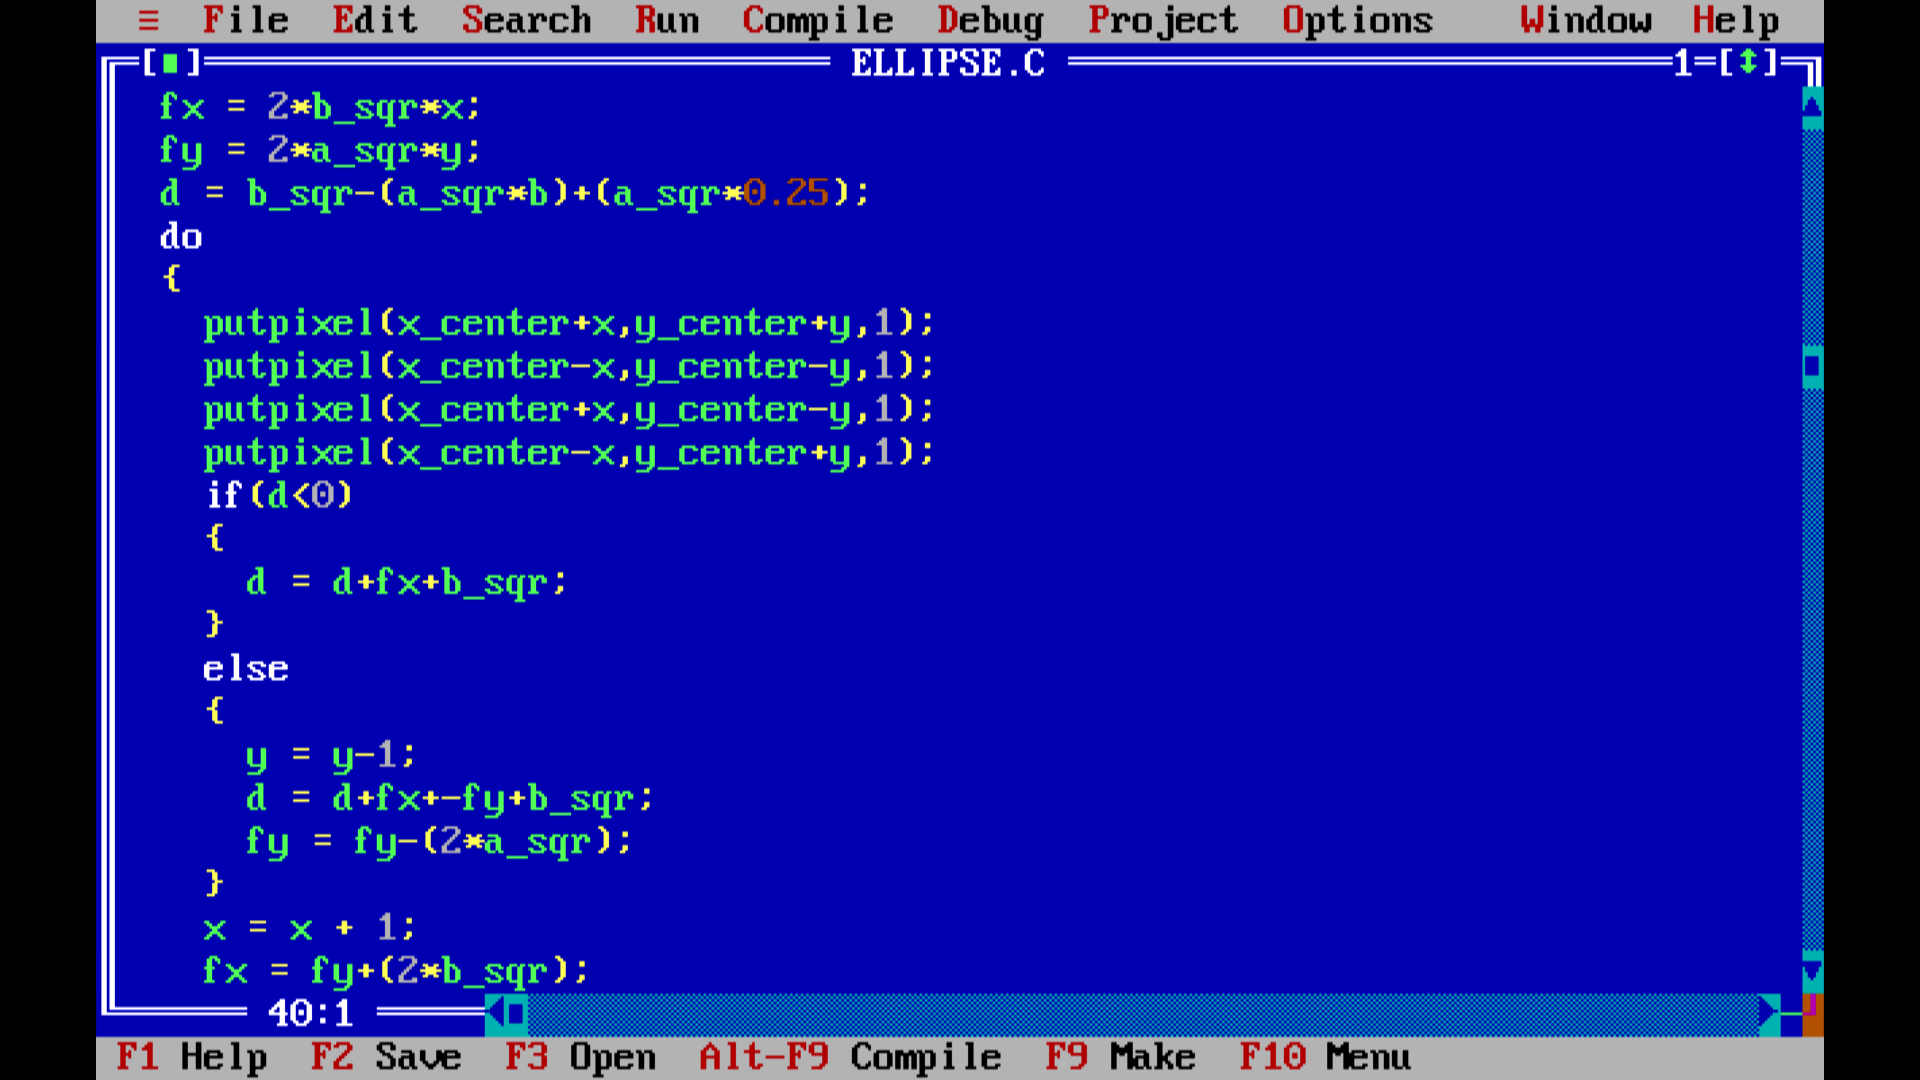 ≡ File Edit Search Run Compile Debug Project Options Window Help
[■] ELLIPSE.C 1=[↕]
fx = 2*b_sqr*x;
fy = 2*a_sqr*y;
d = b_sqr-(a_sqr*b)+(a_sqr*0.25);
do
{
putpixel(x_center+x,y_center+y,1);
putpixel(x_center-x,y_center-y,1);
putpixel(x_center+x,y_center-y,1);
putpixel(x_center-x,y_center+y,1);
if(d<0)
{
d = d+fx+b_sqr;
}
else
{
y = y-1;
d = d+fx+-fy+b_sqr;
fy = fy-(2*a_sqr);
}
x = x + 1;
fx = fy+(2*b_sqr);
40:1
F1 Help F2 Save F3 Open Alt-F9 Compile F9 Make F10 Menu